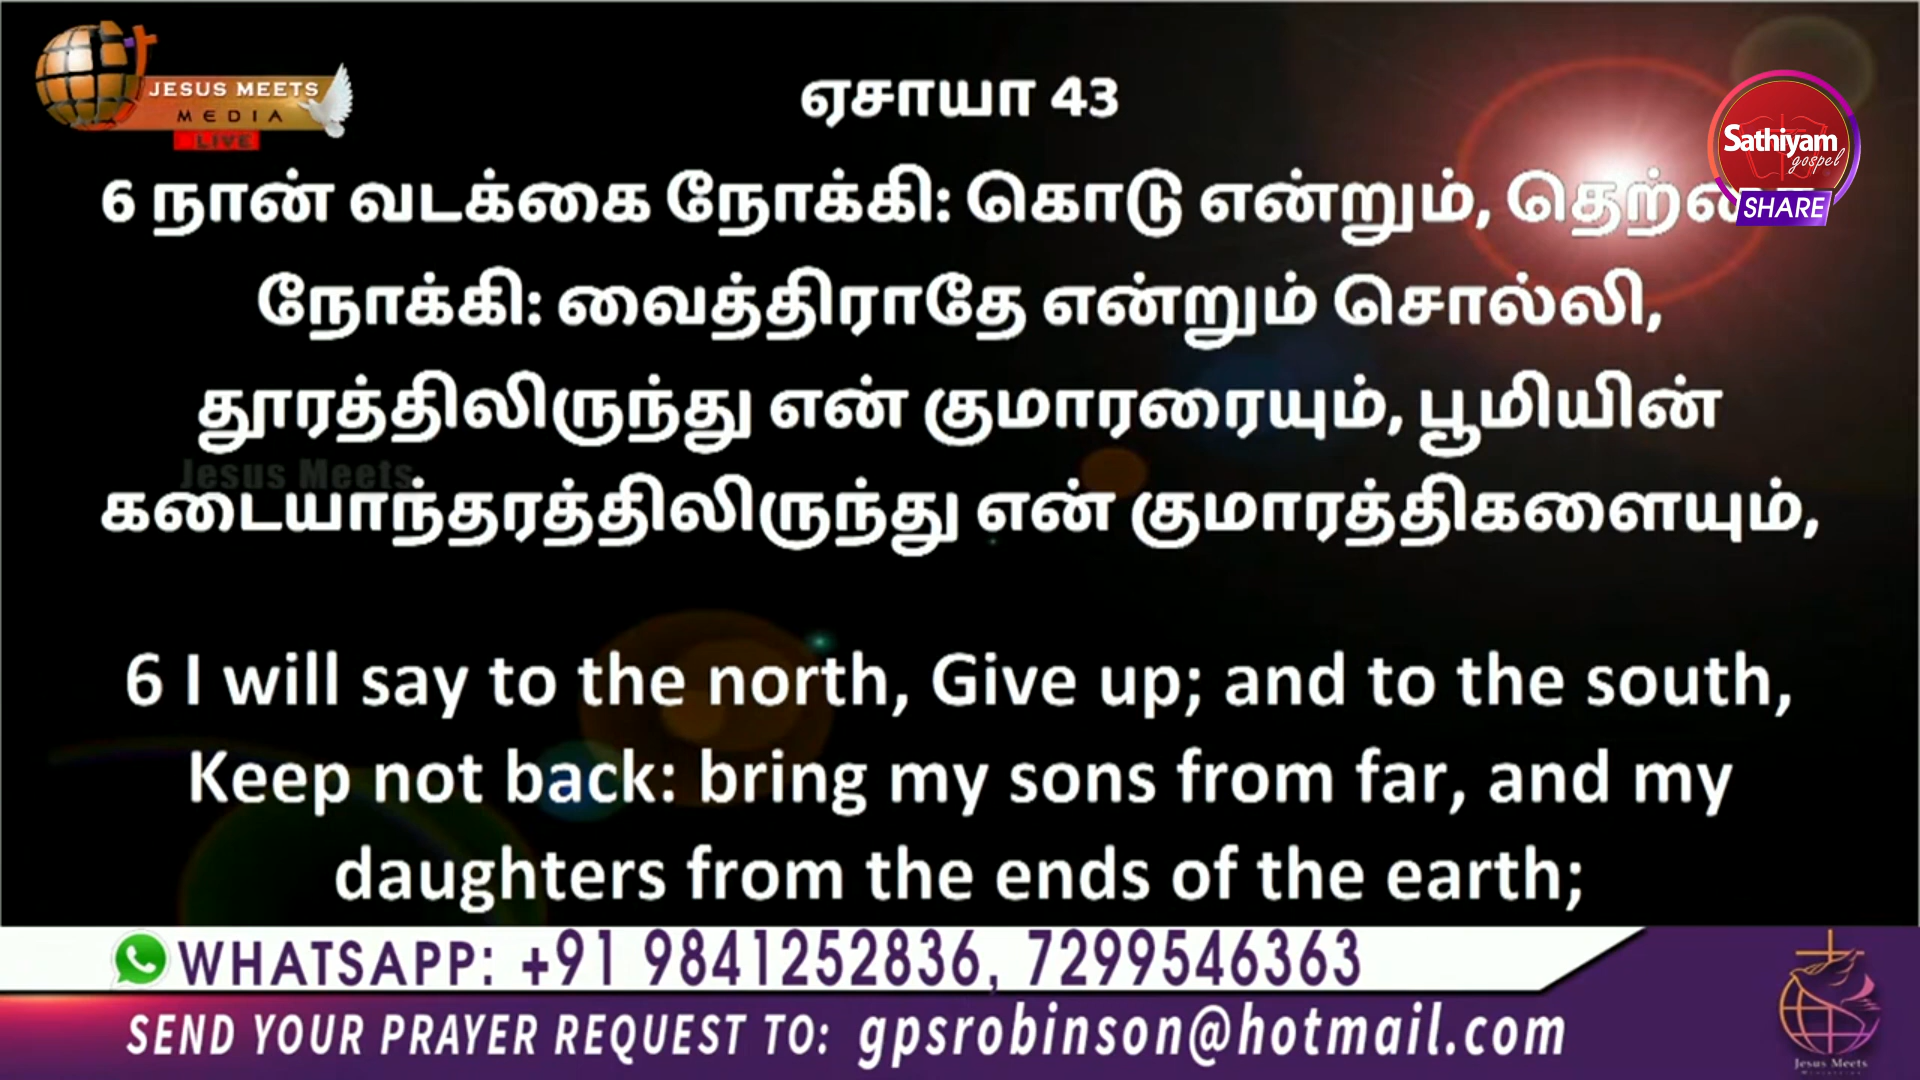 JESUS MEETS
MEDIA
LIVE
ஏசாயா 43
Sathiyam
gospel
SHARE
6 நான் வடக்கை நோக்கி: கொடு என்றும்,
நோக்கி: வைத்திராதே என்றும் சொல்லி,
தூரத்திலிருந்து என் குமாரரையும், பூமியின்
Jesus Meets
கடையாந்தரத்திலிருந்து என் குமாரத்திகளையும்,
6 I will say to the north, Give up; and to the south,
Keep not back: bring my sons from far, and my
daughters from the ends of the earth;
WHATSAPP: +91 9841252836, 7299546363
SEND YOUR PRAYER REQUEST TO: gpsrobinson@hotmail.com
Jesus Meets